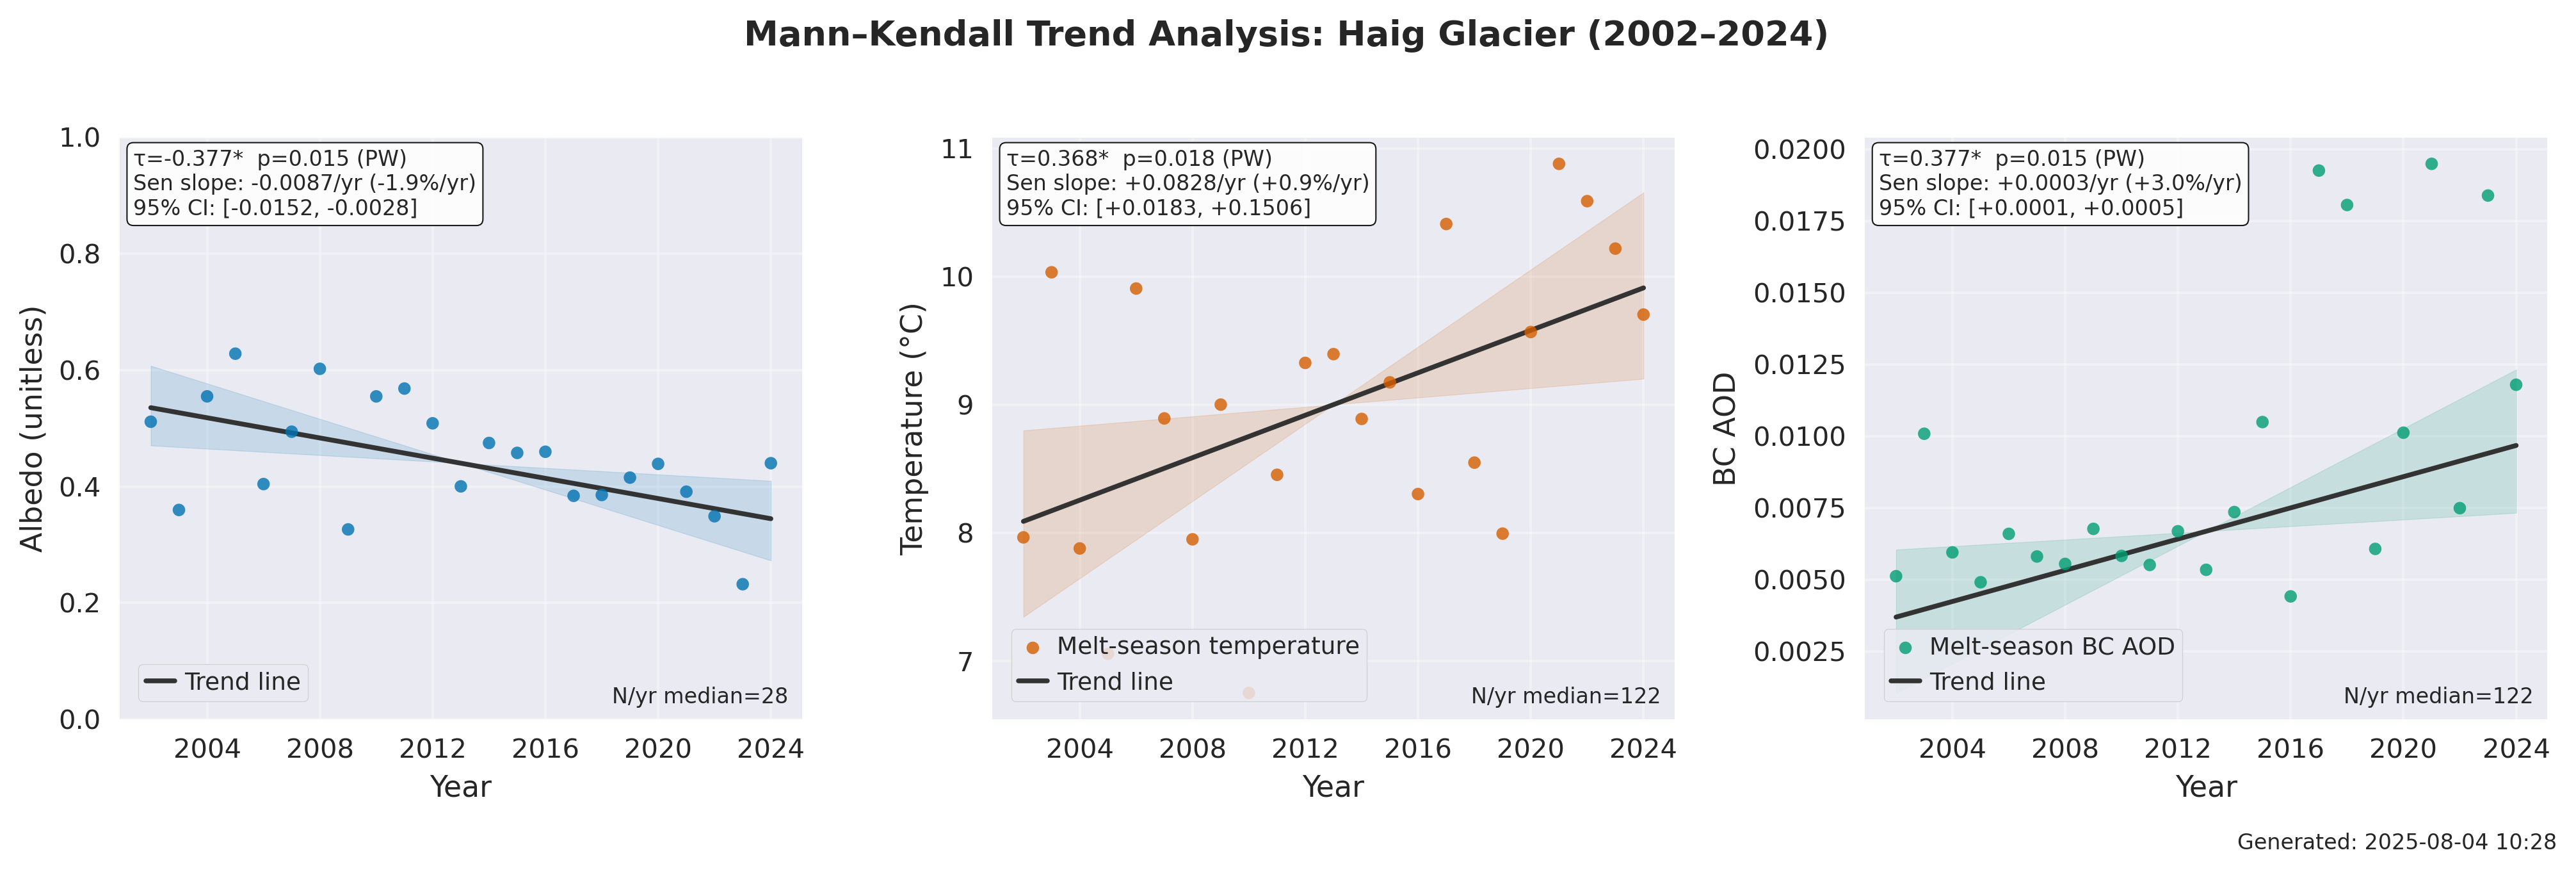 Mann–Kendall Trend Analysis: Haig Glacier (2002–2024)
Albedo (unitless)
1.0
0.8
0.6
0.4
0.2
0.0
τ=-0.377*  p=0.015 (PW)
Sen slope: -0.0087/yr (-1.9%/yr)
95% CI: [-0.0152, -0.0028]
Trend line
N/yr median=28
2004 2008 2012 2016 2020 2024
Year
Temperature (°C)
11
10
9
8
7
τ=0.368*  p=0.018 (PW)
Sen slope: +0.0828/yr (+0.9%/yr)
95% CI: [+0.0183, +0.1506]
Melt-season temperature
Trend line
N/yr median=122
2004 2008 2012 2016 2020 2024
Year
BC AOD
0.0200
0.0175
0.0150
0.0125
0.0100
0.0075
0.0050
0.0025
τ=0.377*  p=0.015 (PW)
Sen slope: +0.0003/yr (+3.0%/yr)
95% CI: [+0.0001, +0.0005]
Melt-season BC AOD
Trend line
N/yr median=122
2004 2008 2012 2016 2020 2024
Year
Generated: 2025-08-04 10:28